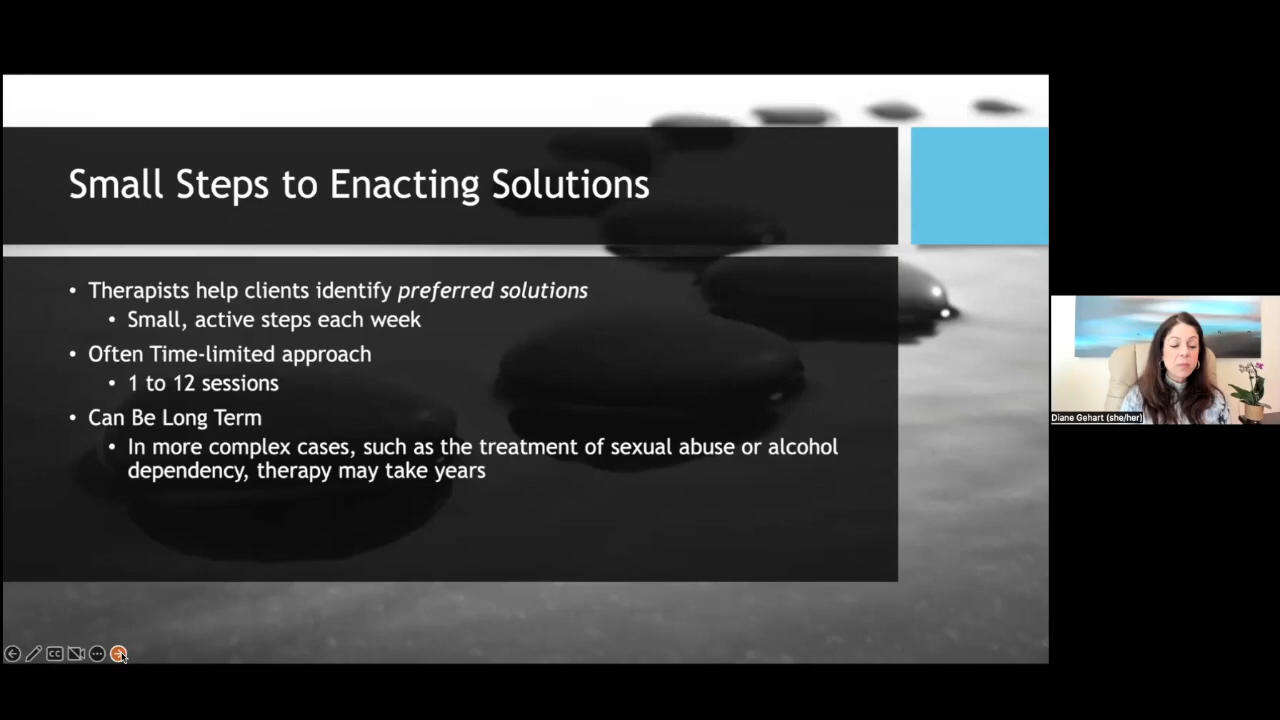 Small Steps to Enacting Solutions
• Therapists help clients identify preferred solutions
• Small, active steps each week
• Often Time-limited approach
• 1 to 12 sessions
• Can Be Long Term
• In more complex cases, such as the treatment of sexual abuse or alcohol
dependency, therapy may take years
Diane Gehart (she/her)
CC